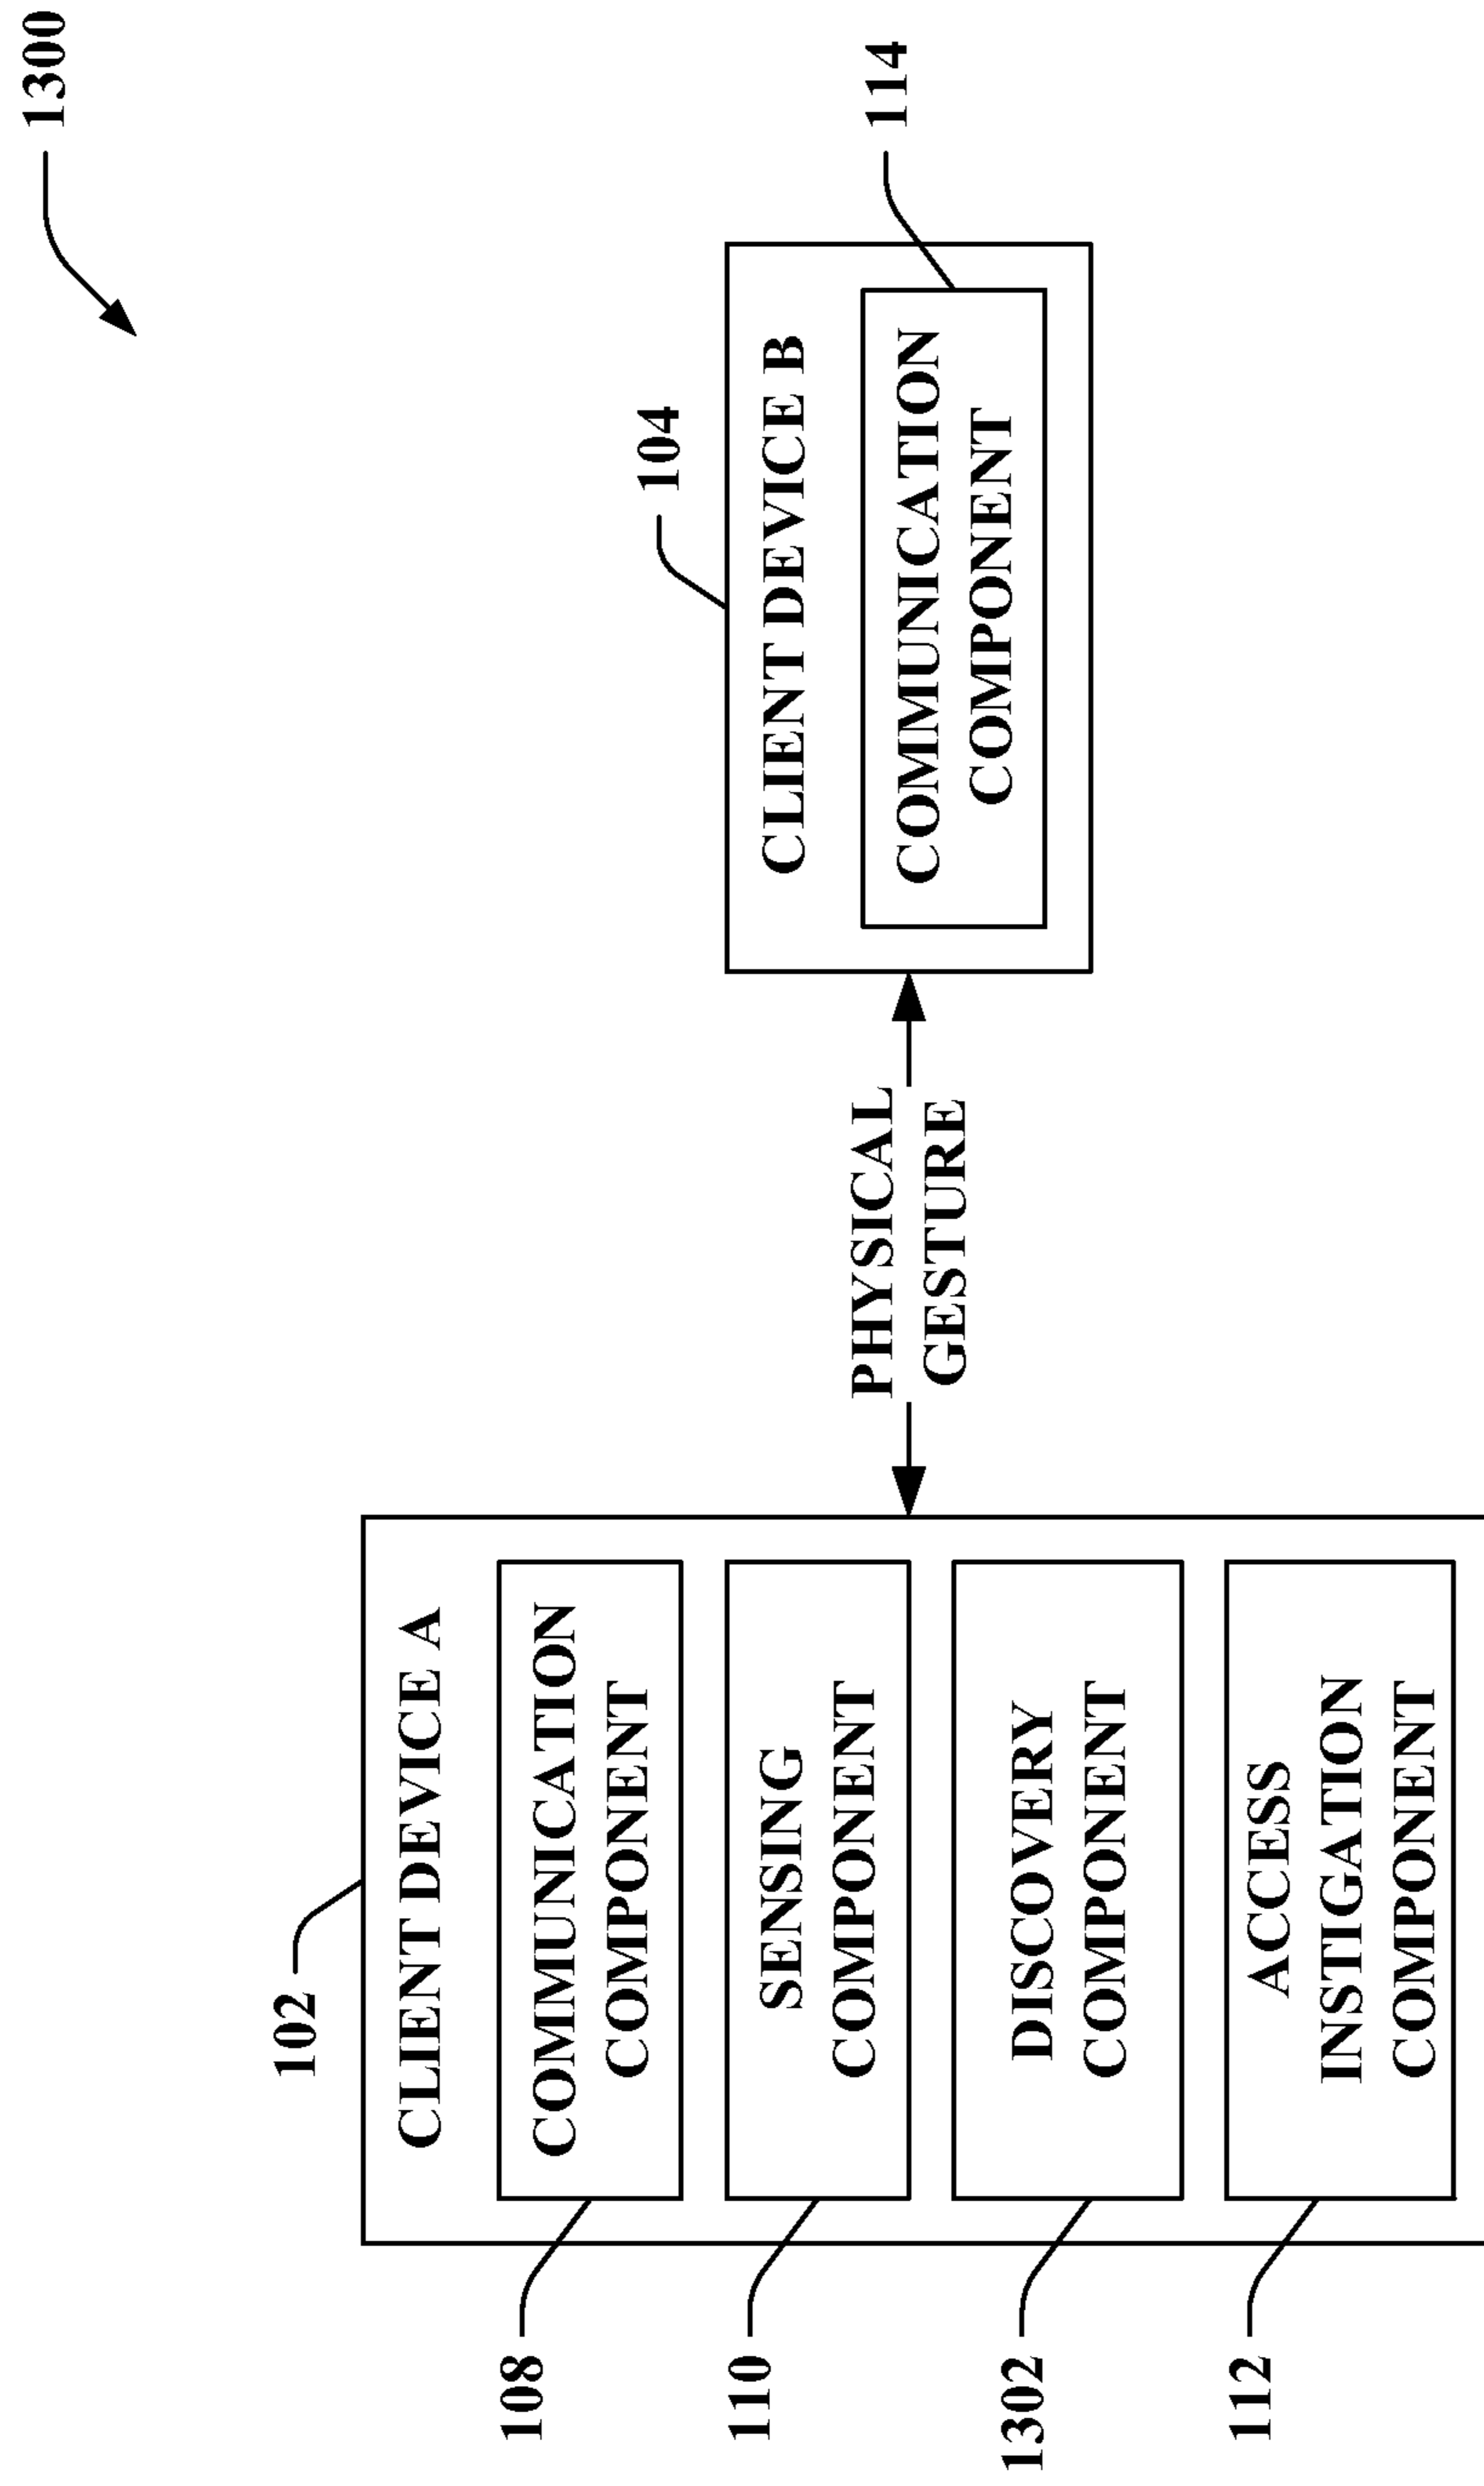 1300
102
CLIENT DEVICE A
108
COMMUNICATION
COMPONENT
110
SENSING
COMPONENT
1302
DISCOVERY
COMPONENT
112
ACCESS
INSTIGATION
COMPONENT
PHYSICAL
GESTURE
104
CLIENT DEVICE B
114
COMMUNICATION
COMPONENT